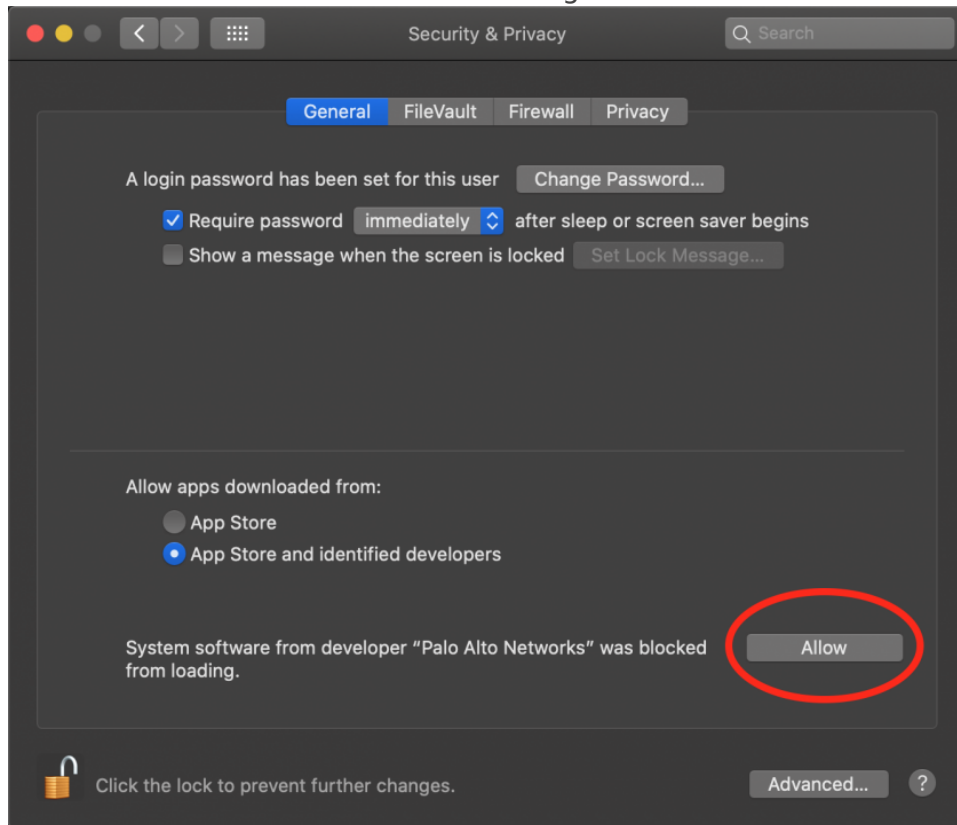 Security & Privacy
Search
General FileVault Firewall Privacy
A login password has been set for this user Change Password...
Require password immediately after sleep or screen saver begins
Show a message when the screen is locked Set Lock Message...
Allow apps downloaded from:
App Store
App Store and identified developers
System software from developer “Palo Alto Networks” was blocked
from loading.
Allow
Click the lock to prevent further changes.
Advanced... ?